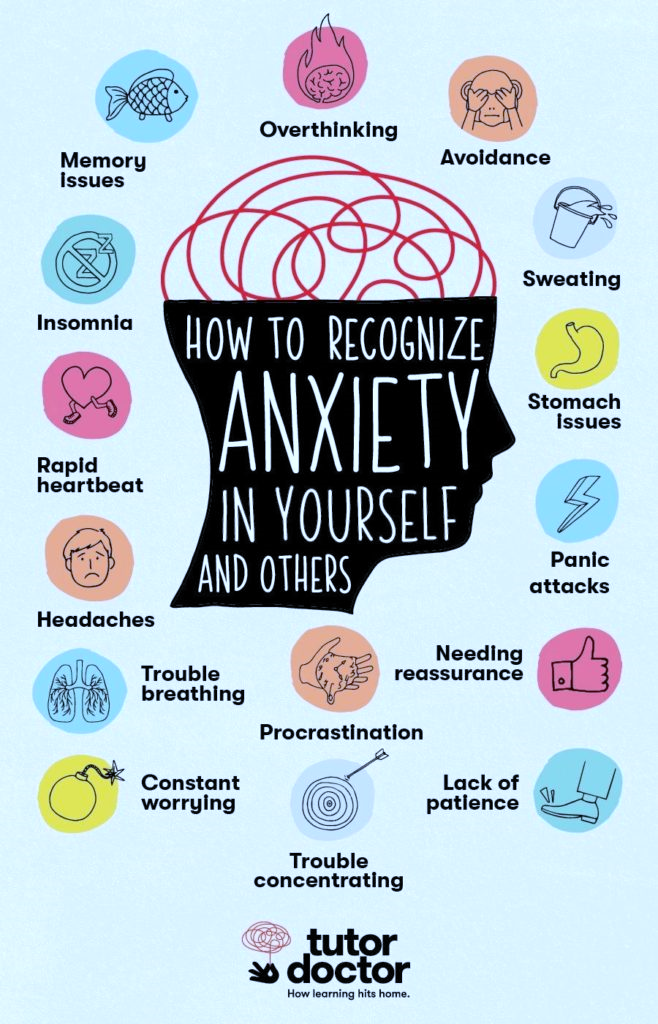 Overthinking
Memory
issues
Avoidance
Insomnia
Sweating
HOW TO RECOGNIZE
ANXIETY
IN YOURSELF
AND OTHERS
Rapid
heartbeat
Stomach
issues
Headaches
Panic
attacks
Trouble
breathing
Needing
reassurance
Procrastination
Constant
worrying
Lack of
patience
Trouble
concentrating
tutor
doctor
How learning hits home.